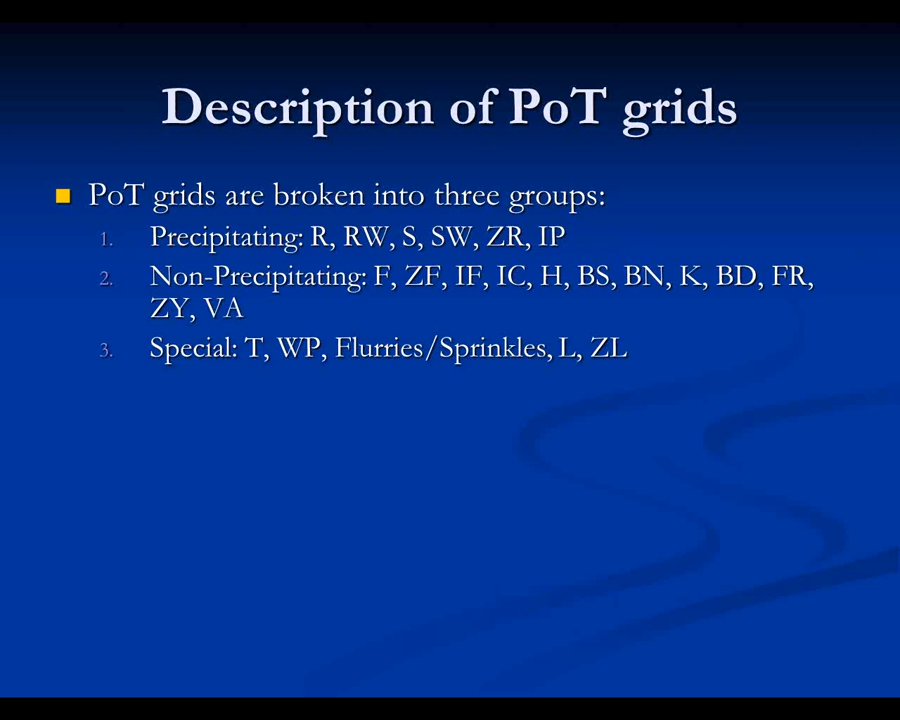 Description of PoT grids
PoT grids are broken into three groups:
1. Precipitating: R, RW, S, SW, ZR, IP
2. Non-Precipitating: F, ZF, IF, IC, H, BS, BN, K, BD, FR,
ZY, VA
3. Special: T, WP, Flurries/Sprinkles, L, ZL